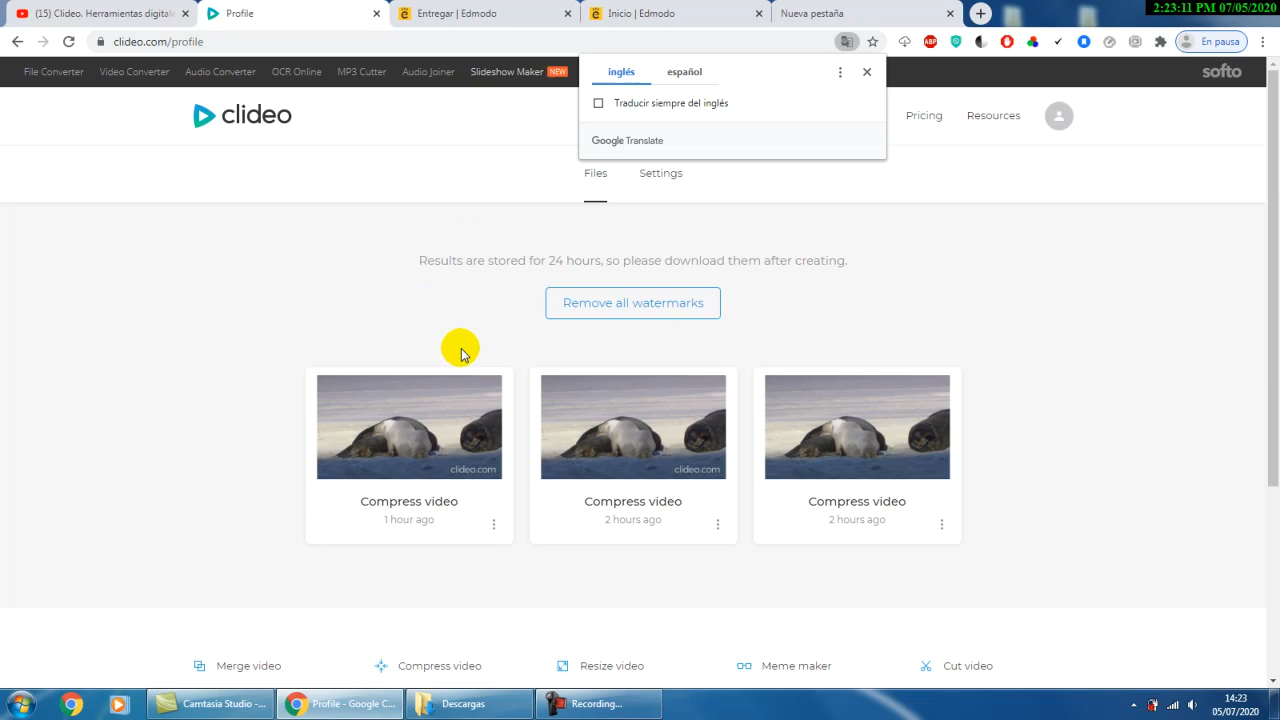 2:23:11 PM 07/05/2020
(15) Clideo. Herramientas digitale
Profile
Entregar | Edmodo
Inicio | Edmodo
Nueva pestaña
clideo.com/profile
ABP
En pausa
File Converter
Video Converter
Audio Converter
OCR Online
MP3 Cutter
Audio Joiner
Slideshow Maker NEW
softo
inglés
español
Traducir siempre del inglés
Google Translate
clideo
Pricing
Resources
Files
Settings
Results are stored for 24 hours, so please download them after creating.
Remove all watermarks
clideo.com
clideo.com
Compress video
Compress video
Compress video
1 hour ago
2 hours ago
2 hours ago
Merge video
Compress video
Resize video
Meme maker
Cut video
Camtasia Studio -...
Profile - Google C...
Descargas
Recording...
14:23
05/07/2020